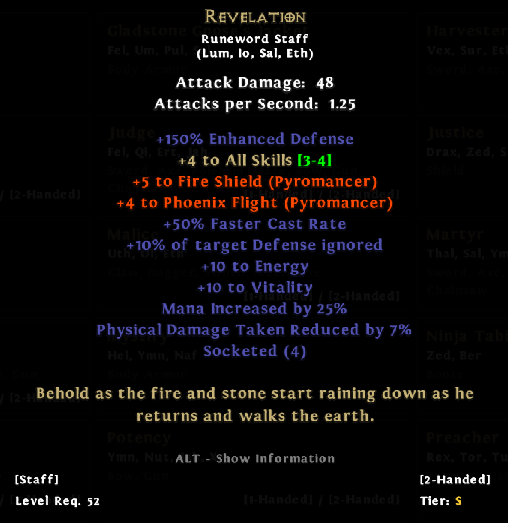 Revelation
Runeword Staff
(Lum, Io, Sal, Eth)
Attack Damage: 48
Attacks per Second: 1.25
+150% Enhanced Defense
+4 to All Skills [3-4]
+5 to Fire Shield (Pyromancer)
+4 to Phoenix Flight (Pyromancer)
+50% Faster Cast Rate
+10% of target Defense ignored
+10 to Energy
+10 to Vitality
Mana Increased by 25%
Physical Damage Taken Reduced by 7%
Socketed (4)
Behold as the fire and stone start raining down as he
returns and walks the earth.
ALT - Show Information
[Staff] [2-Handed]
Level Req. 52 Tier: S